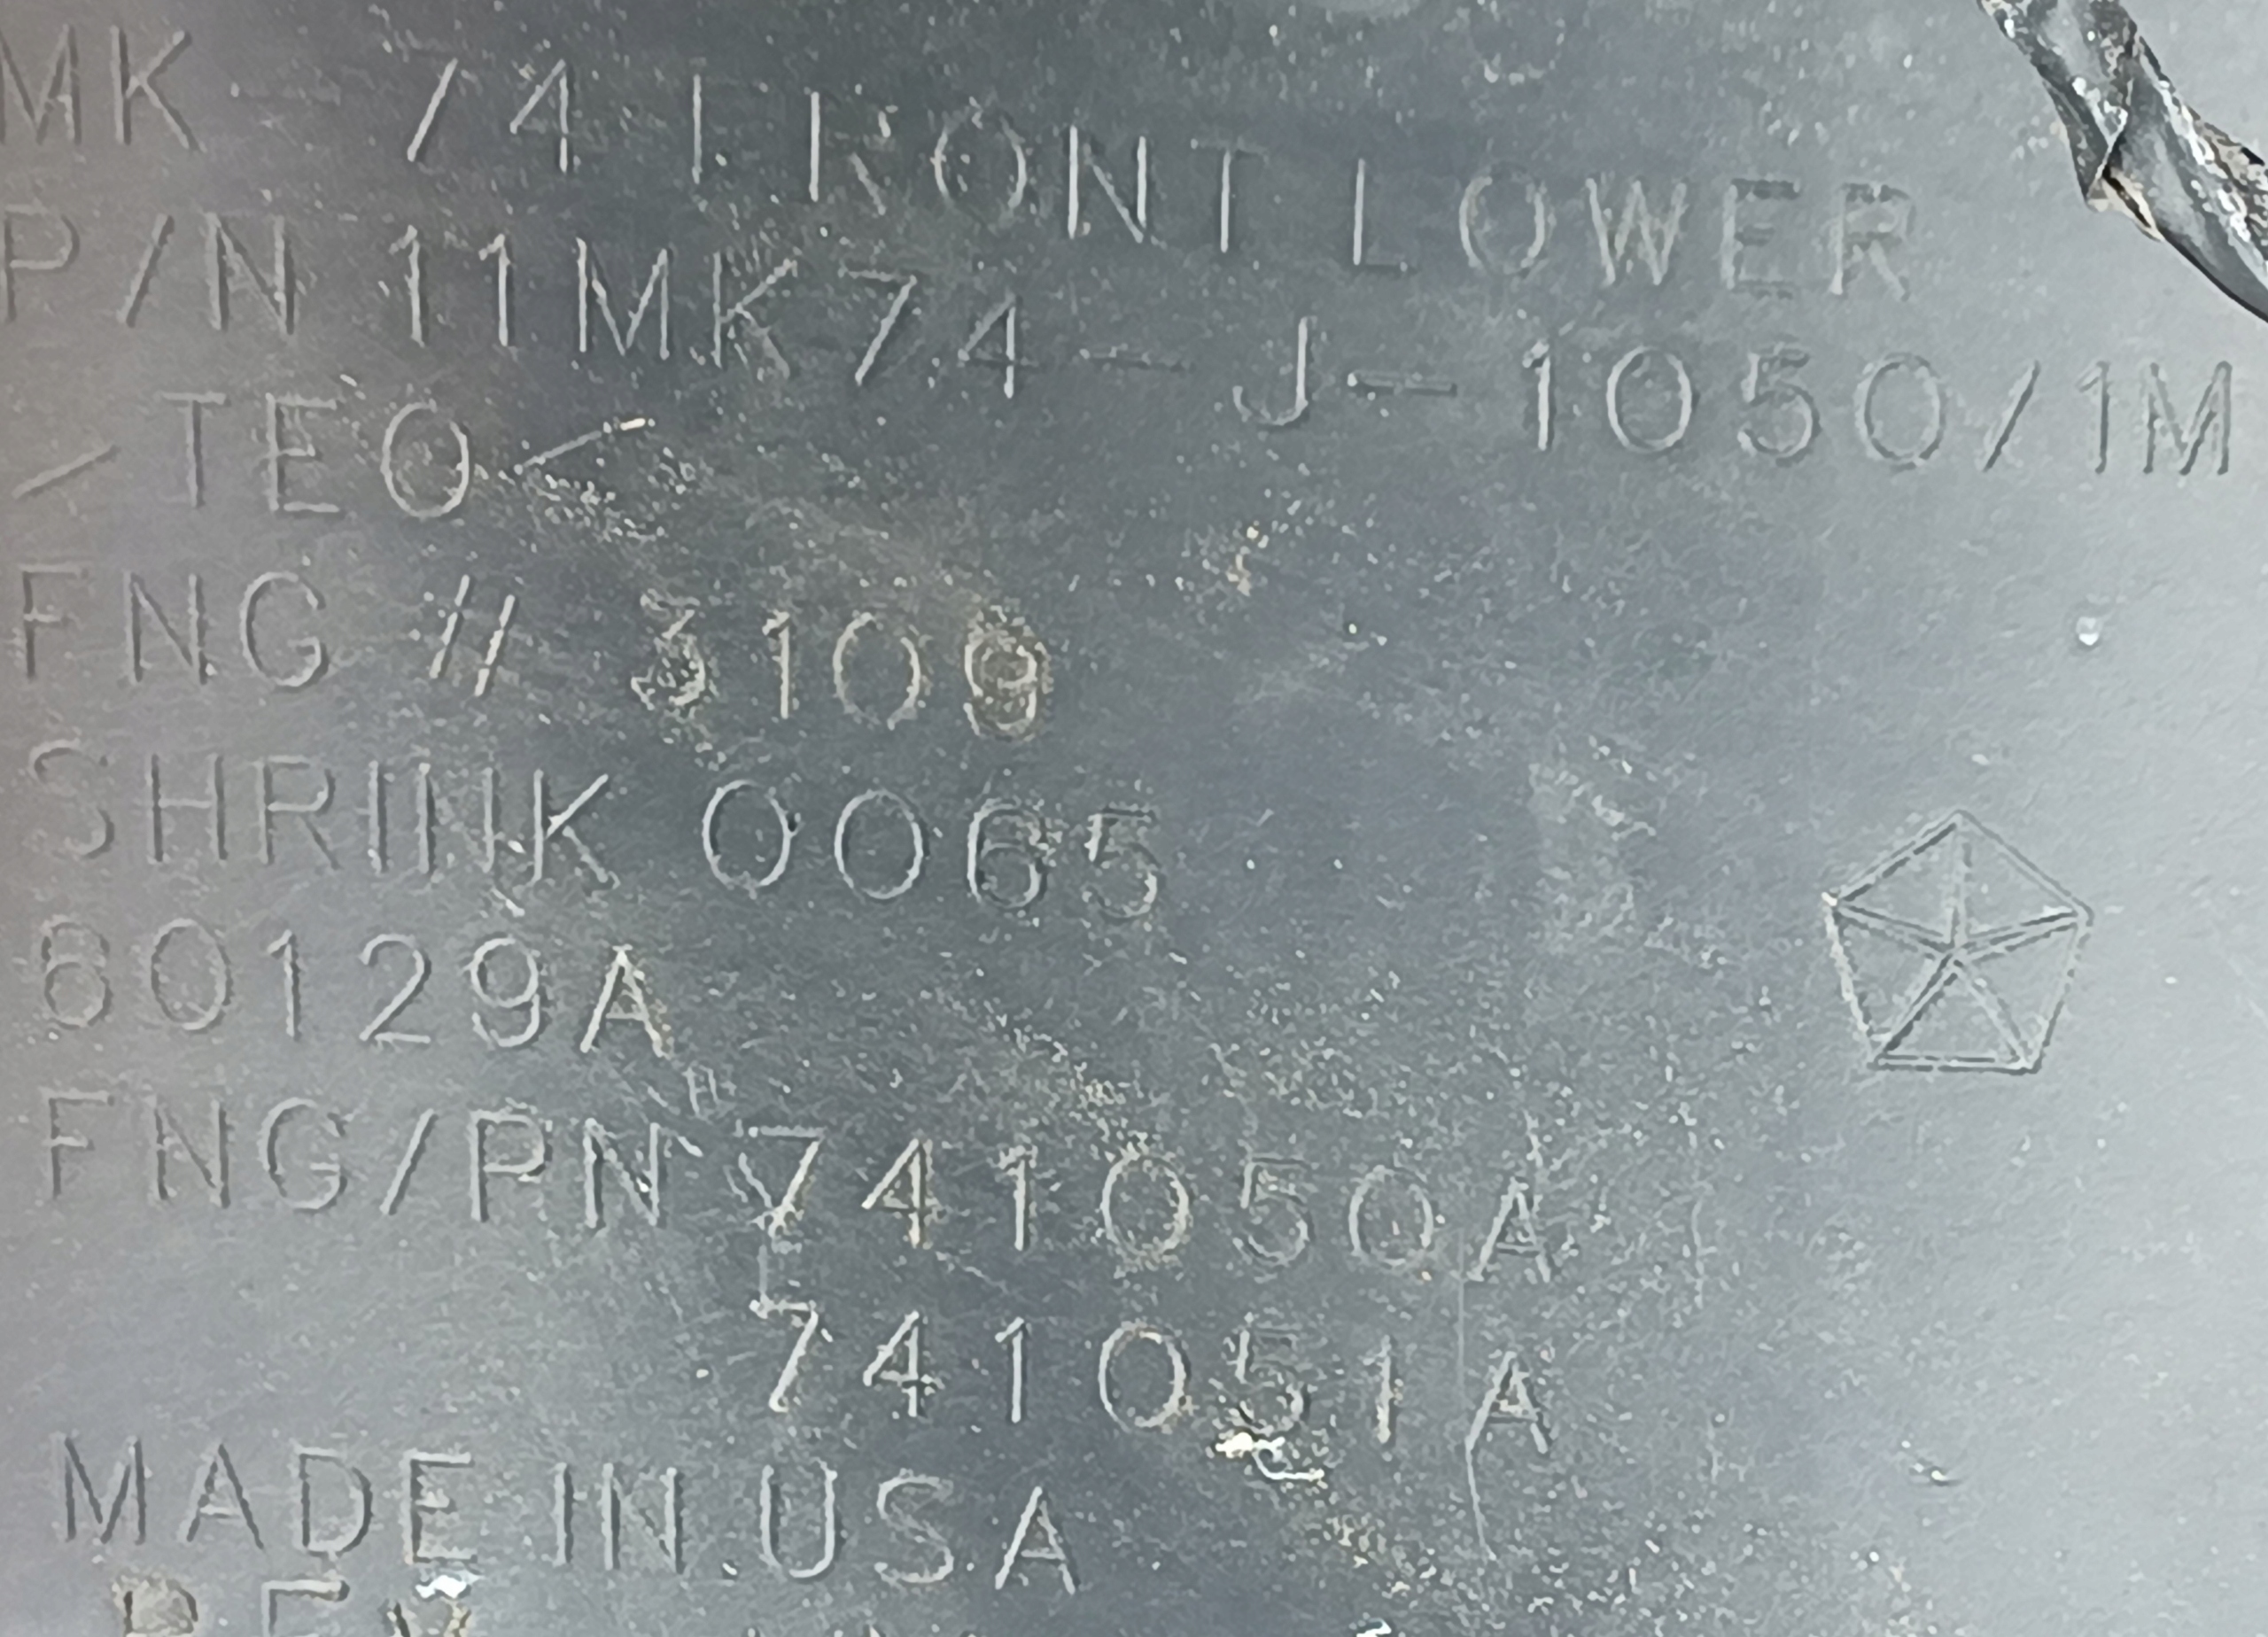 MK - 74 FRONT LOWER
P/N 11MK74 - J - 1050/1M
>TEO<
FNG // 3109
SHRINK 0065
80129A
FNG/PN 741050A
741051A
MADE IN USA